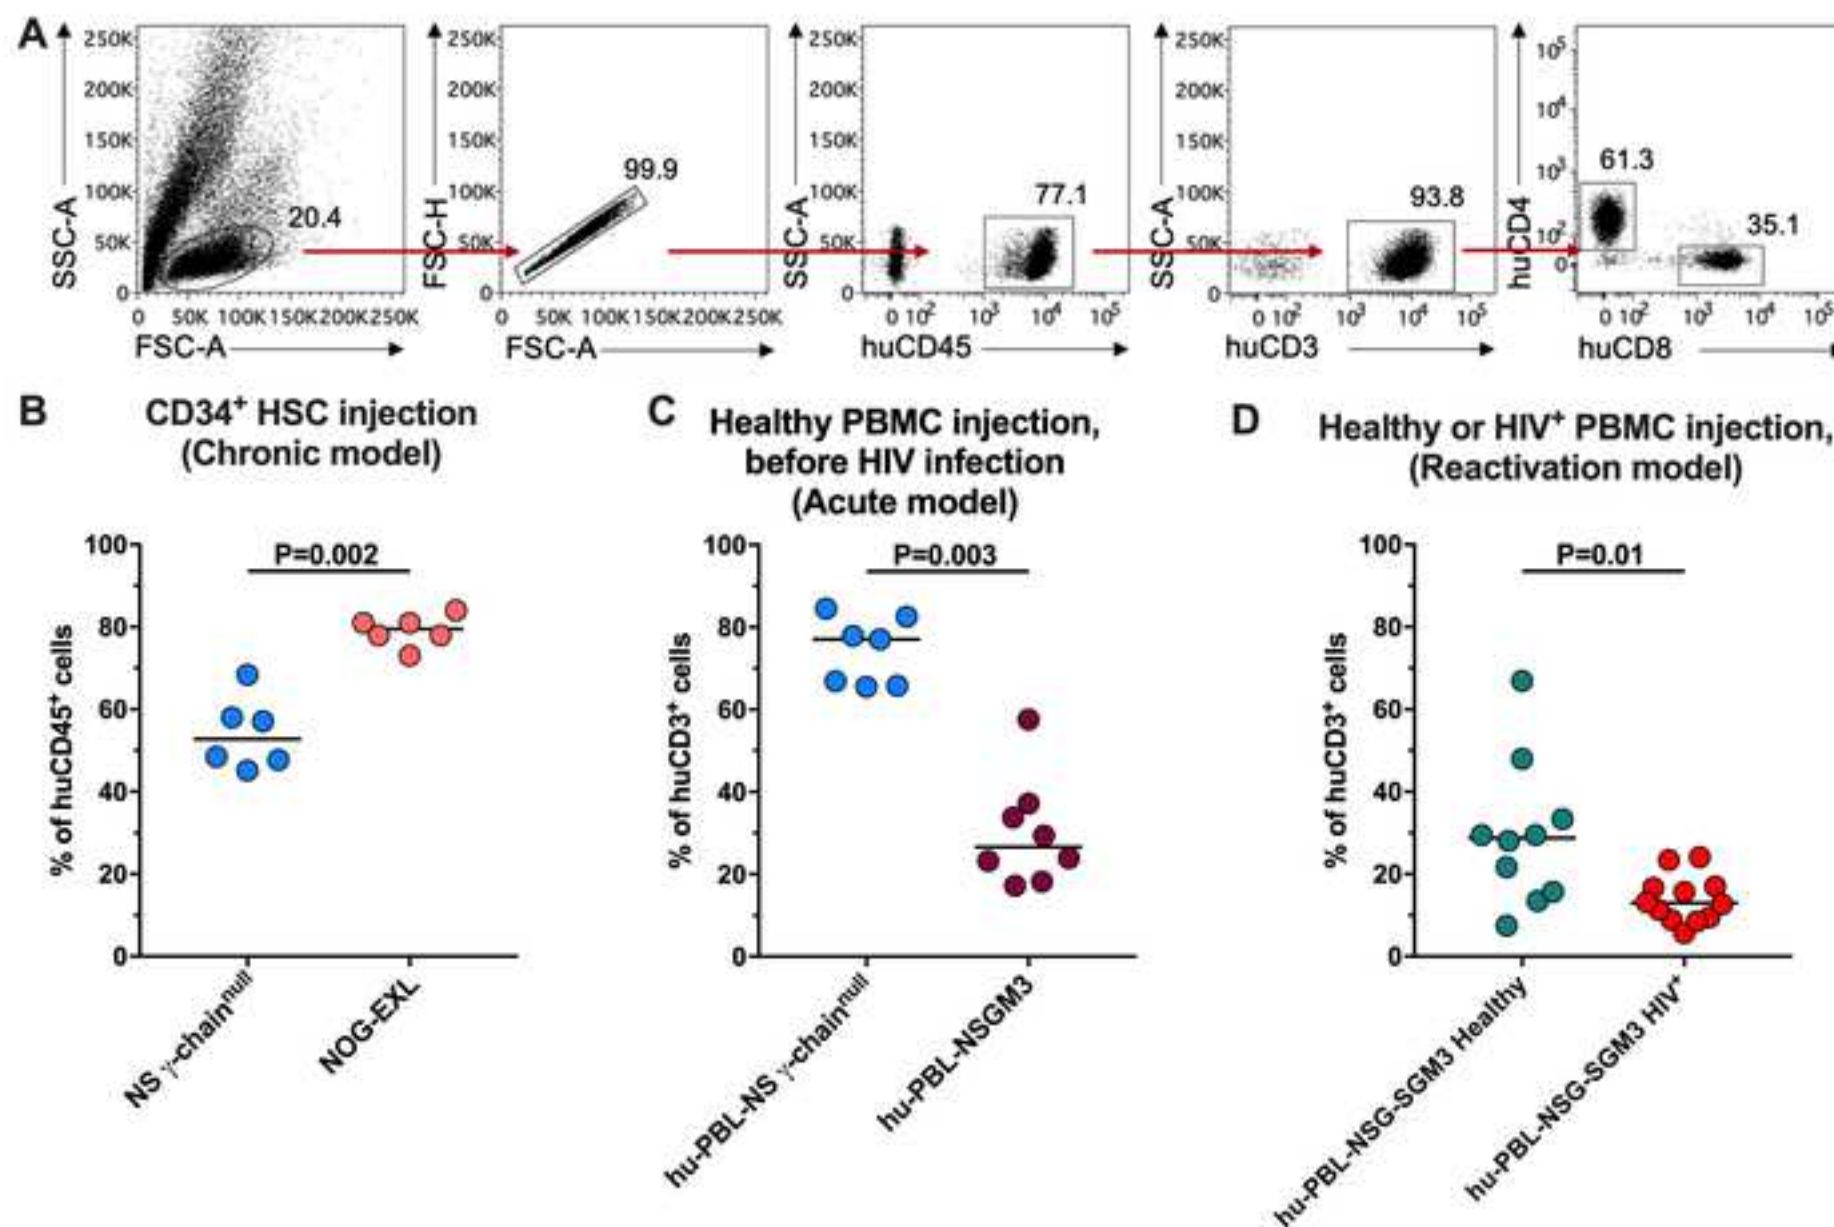 A
SSC-A
250K
200K
150K
100K
50K
0
20.4
0 50K 100K 150K 200K 250K
FSC-A
FSC-H
250K
200K
150K
100K
50K
0
99.9
0 50K 100K 150K 200K 250K
FSC-A
SSC-A
250K
200K
150K
100K
50K
0
77.1
0 10² 10³ 10⁴ 10⁵
huCD45
SSC-A
250K
200K
150K
100K
50K
0
93.8
0 10² 10³ 10⁴ 10⁵
huCD3
huCD4
10⁵
10⁴
10³
10²
0
61.3
35.1
0 10² 10³ 10⁴ 10⁵
huCD8
B
CD34⁺ HSC injection
(Chronic model)
P=0.002
% of huCD45⁺ cells
100
80
60
40
20
0
NS γ-chain^null
NOG-EXL
C
Healthy PBMC injection,
before HIV infection
(Acute model)
P=0.003
% of huCD3⁺ cells
100
80
60
40
20
0
hu-PBL-NS γ-chain^null
hu-PBL-NSGM3
D
Healthy or HIV⁺ PBMC injection,
(Reactivation model)
P=0.01
% of huCD3⁺ cells
100
80
60
40
20
0
hu-PBL-NSG-SGM3 Healthy
hu-PBL-NSG-SGM3 HIV⁺